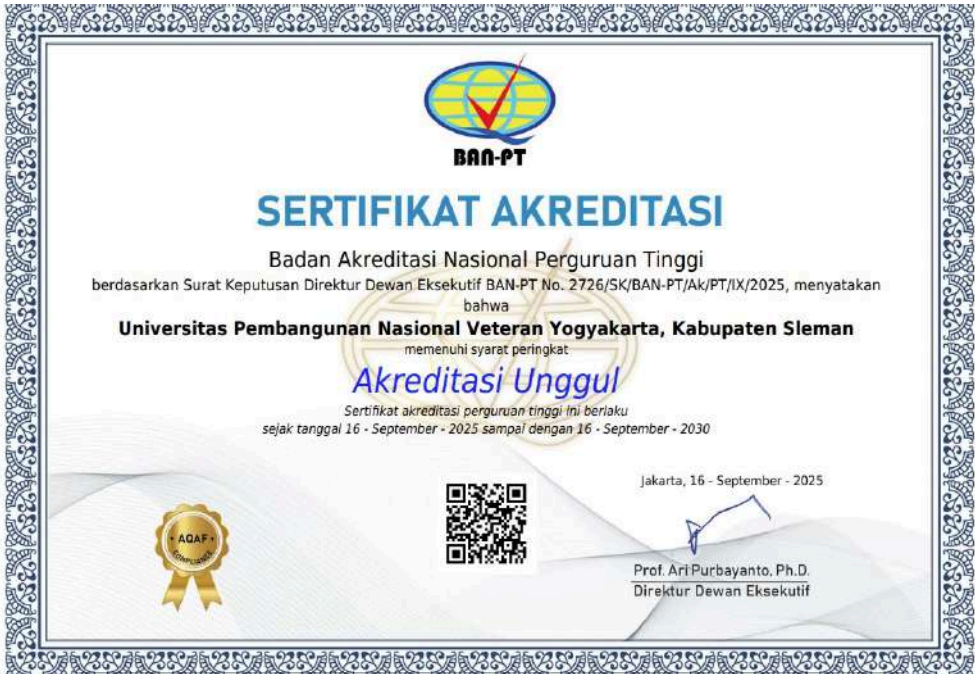 BAN-PT
SERTIFIKAT AKREDITASI
Badan Akreditasi Nasional Perguruan Tinggi
berdasarkan Surat Keputusan Direktur Dewan Eksekutif BAN-PT No. 2726/SK/BAN-PT/Ak/PT/IX/2025, menyatakan
bahwa
Universitas Pembangunan Nasional Veteran Yogyakarta, Kabupaten Sleman
memenuhi syarat peringkat
Akreditasi Unggul
Sertifikat akreditasi perguruan tinggi ini berlaku
sejak tanggal 16 - September - 2025 sampai dengan 16 - September - 2030
Jakarta, 16 - September - 2025
AQAF
COMPLIANCE
Prof. Ari Purbayanto, Ph.D.
Direktur Dewan Eksekutif